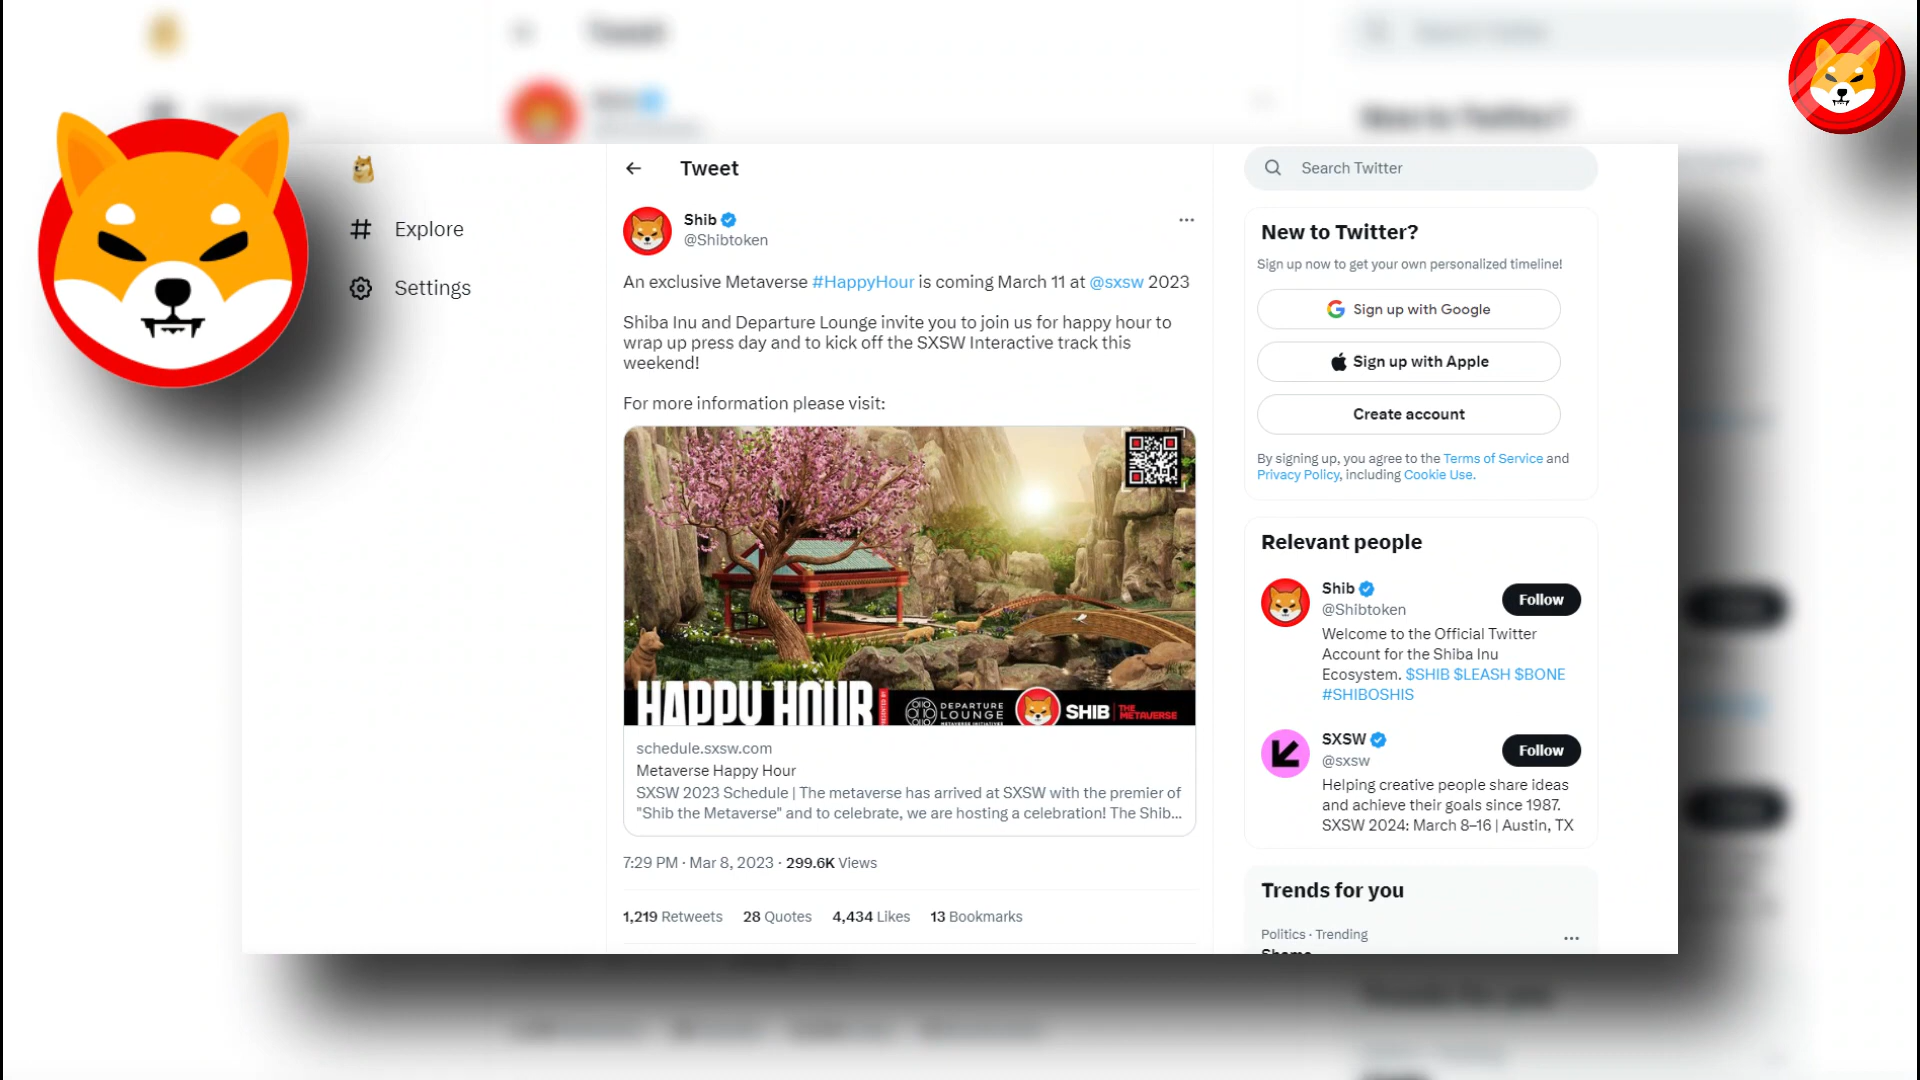 Tweet
Explore
Settings
Shib
@Shibtoken
An exclusive Metaverse #HappyHour is coming March 11 at @sxsw 2023
Shiba Inu and Departure Lounge invite you to join us for happy hour to
wrap up press day and to kick off the SXSW Interactive track this
weekend!
For more information please visit:
HAPPY HOUR
PRESENTED BY
DEPARTURE
LOUNGE
METAVERSE INITIATIVES
SHIB
THE
METAVERSE
schedule.sxsw.com
Metaverse Happy Hour
SXSW 2023 Schedule | The metaverse has arrived at SXSW with the premier of
"Shib the Metaverse" and to celebrate, we are hosting a celebration! The Shib...
7:29 PM · Mar 8, 2023 · 299.6K Views
1,219 Retweets 28 Quotes 4,434 Likes 13 Bookmarks
Search Twitter
New to Twitter?
Sign up now to get your own personalized timeline!
Sign up with Google
Sign up with Apple
Create account
By signing up, you agree to the Terms of Service and
Privacy Policy, including Cookie Use.
Relevant people
Shib
@Shibtoken
Follow
Welcome to the Official Twitter
Account for the Shiba Inu
Ecosystem. $SHIB $LEASH $BONE
#SHIBOSHIS
SXSW
@sxsw
Follow
Helping creative people share ideas
and achieve their goals since 1987.
SXSW 2024: March 8–16 | Austin, TX
Trends for you
Politics · Trending